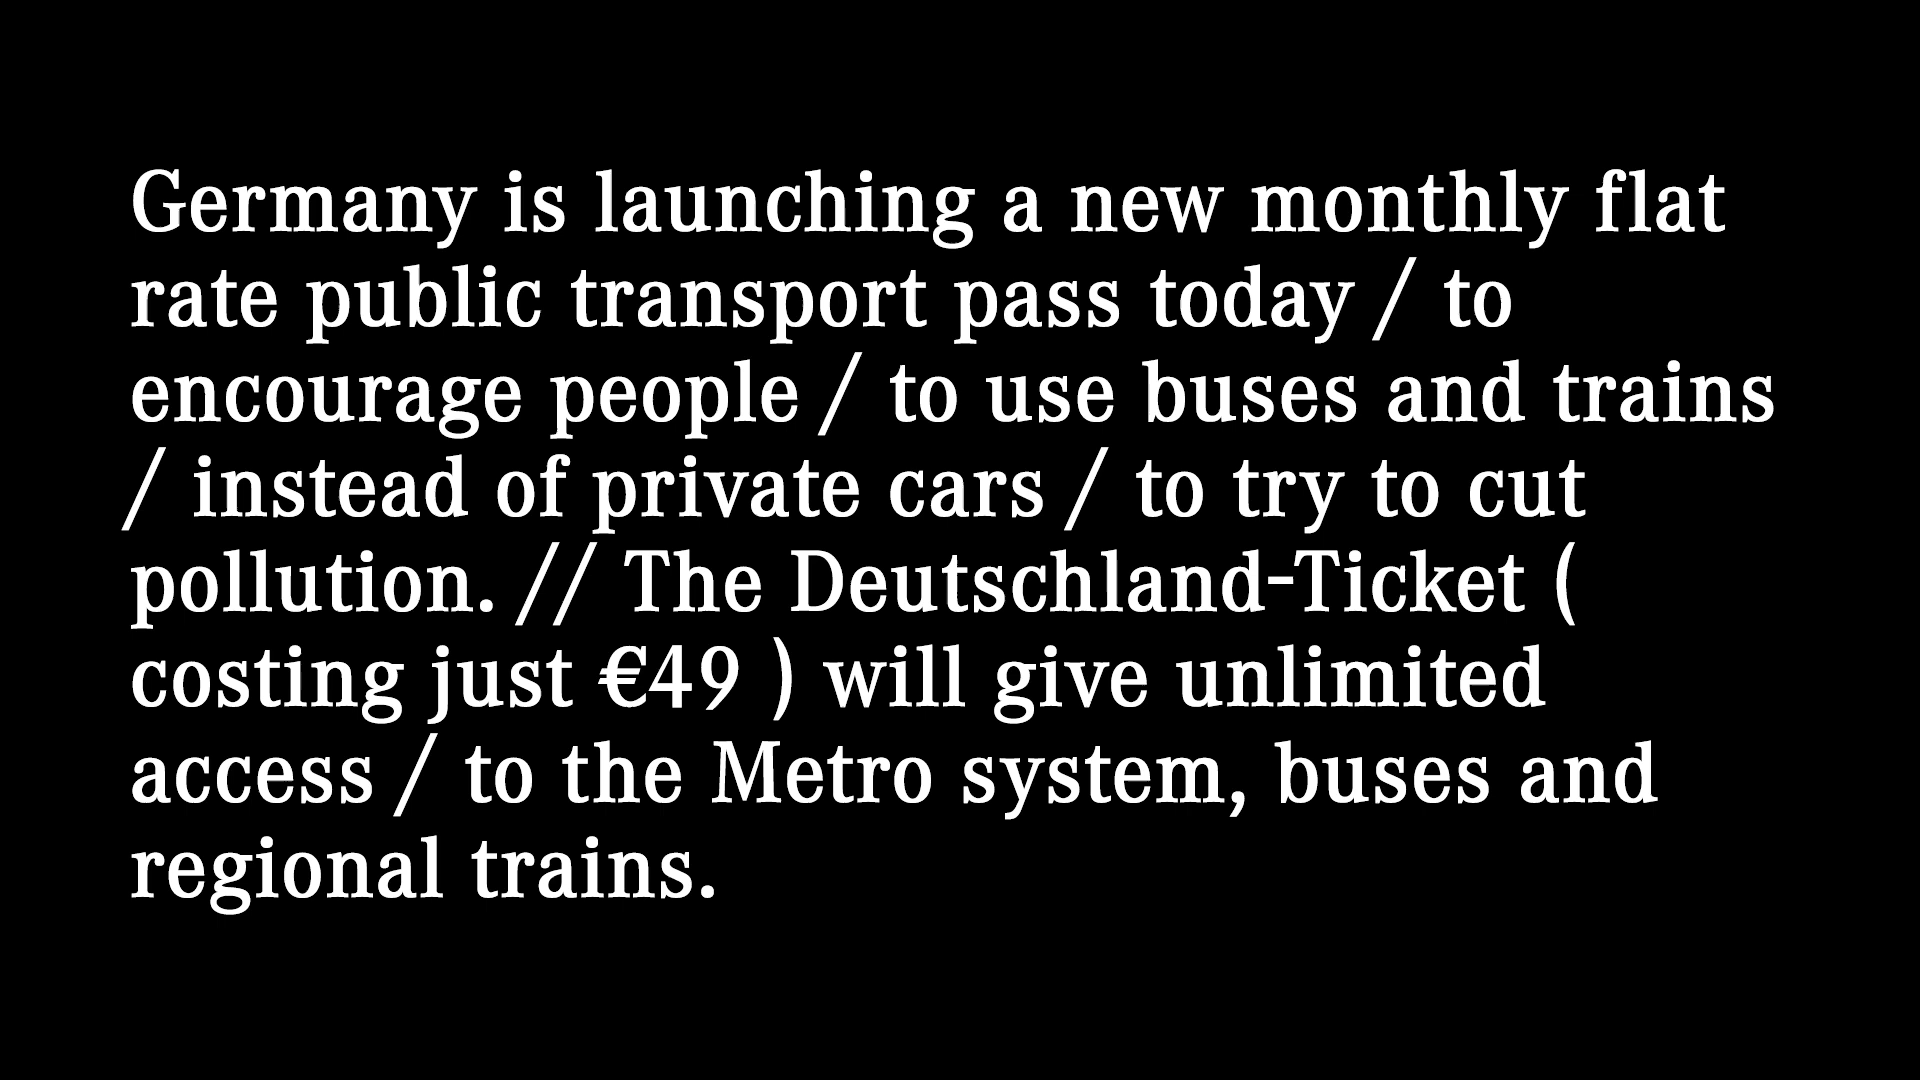 Germany is launching a new monthly flat
rate public transport pass today / to
encourage people / to use buses and trains
/ instead of private cars / to try to cut
pollution. // The Deutschland-Ticket (
costing just €49 ) will give unlimited
access / to the Metro system, buses and
regional trains.